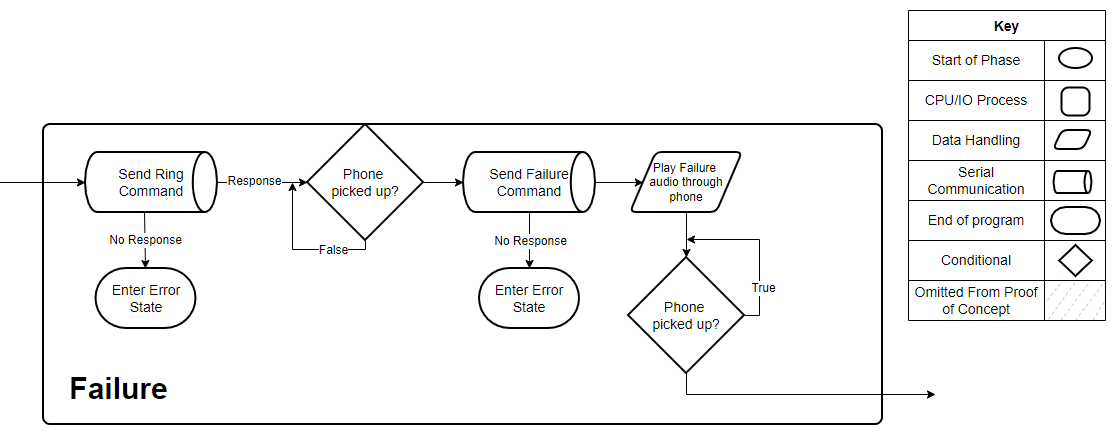 Key
Start of Phase
CPU/IO Process
Data Handling
Serial
Communication
End of program
Conditional
Omitted From Proof
of Concept
Send Ring
Command
Response
Phone
picked up?
Send Failure
Command
Play Failure
audio through
phone
No Response
False
No Response
Enter Error
State
Enter Error
State
True
Phone
picked up?
Failure